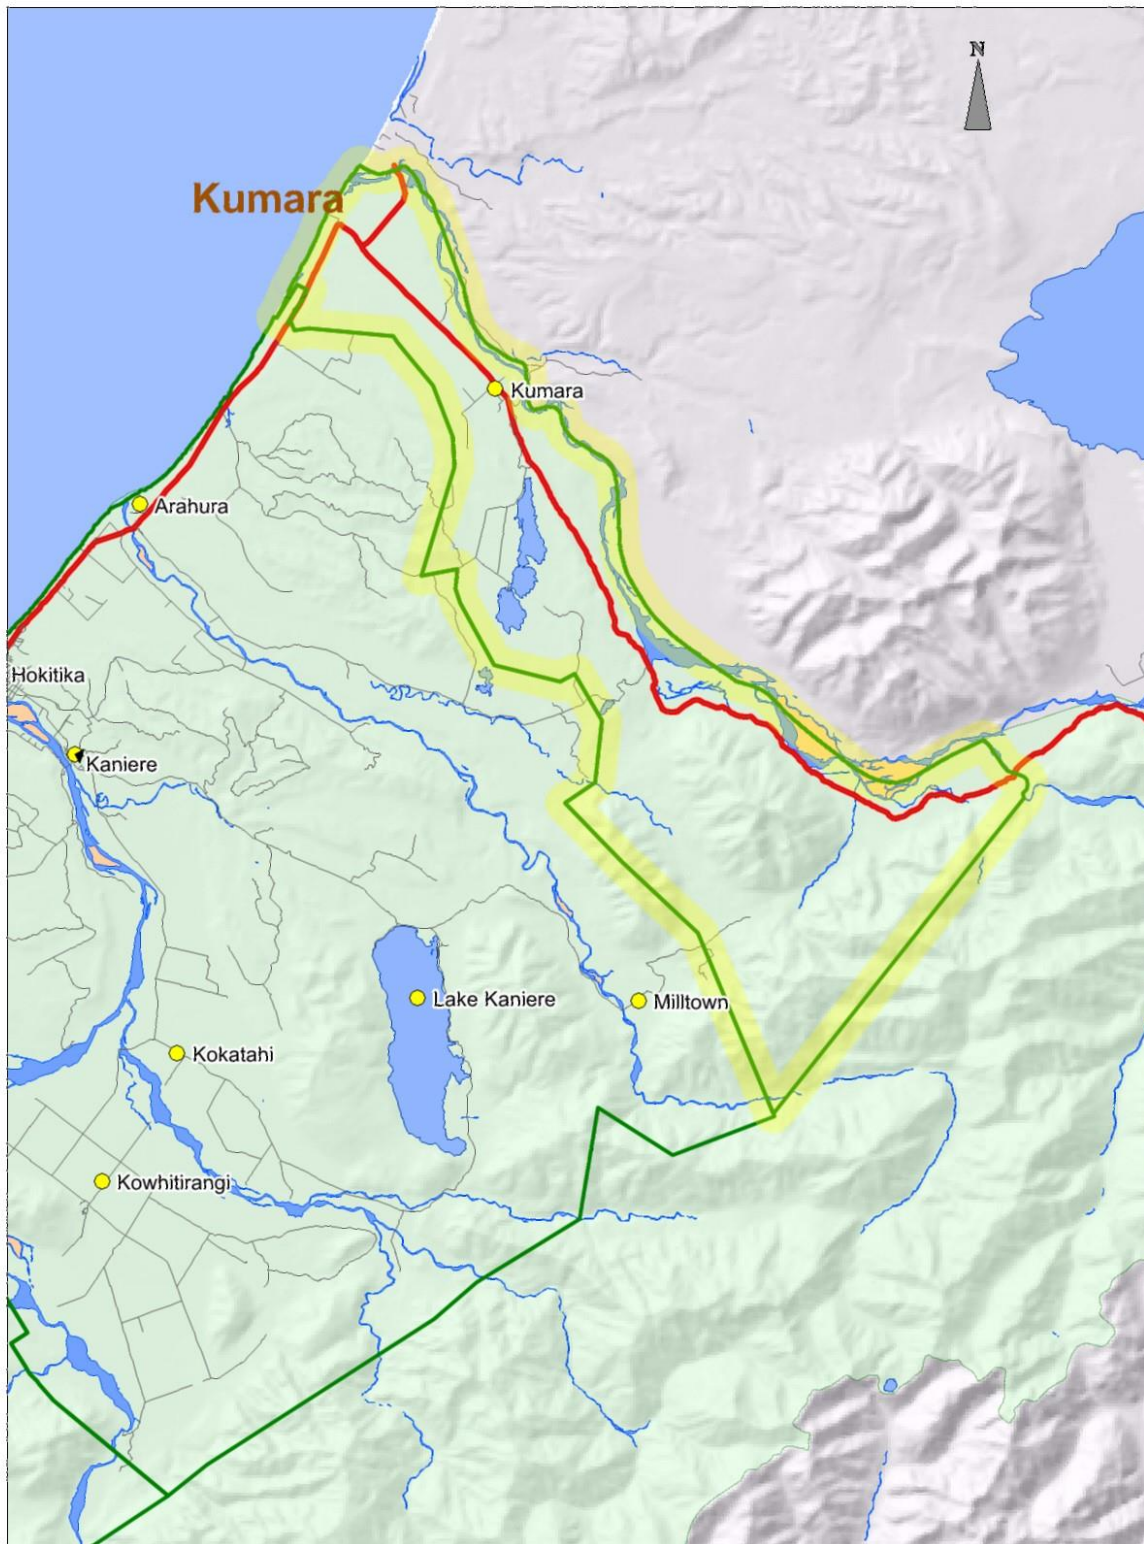 N
Kumara
Kumara
Arahura
Hokitika
Kaniere
Lake Kaniere
Milltown
Kokatahi
Kowhitirangi